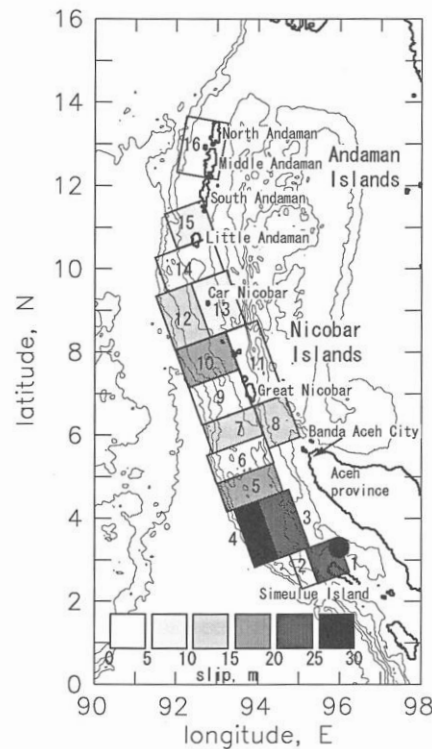 16
14
12
10
8
6
4
2
0
90 92 94 96 98
latitude, N
longitude, E
North Andaman
16
Middle Andaman
Andaman
Islands
South Andaman
15
Little Andaman
14
Car Nicobar
13
12
Nicobar
Islands
10
11
9
Great Nicobar
7
8
Banda Aceh City
6
Aceh
province
5
3
4
2
1
Simeulue Island
0 5 10 15 20 25 30
slip, m